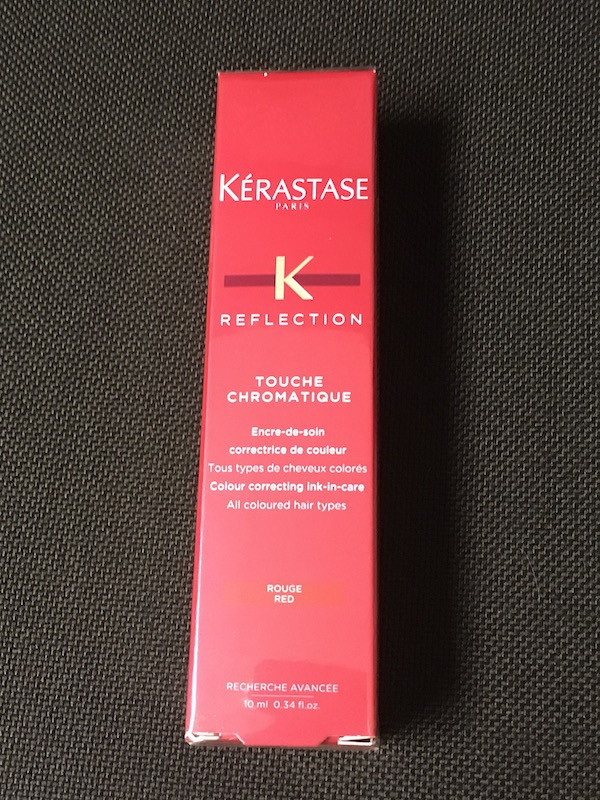 KÉRASTASE
PARIS
K
REFLECTION
TOUCHE
CHROMATIQUE
Encre-de-soin
correctrice de couleur
Tous types de cheveux colorés
Colour correcting ink-in-care
All coloured hair types
ROUGE
RED
RECHERCHE AVANCÉE
10 ml 0.34 fl.oz.